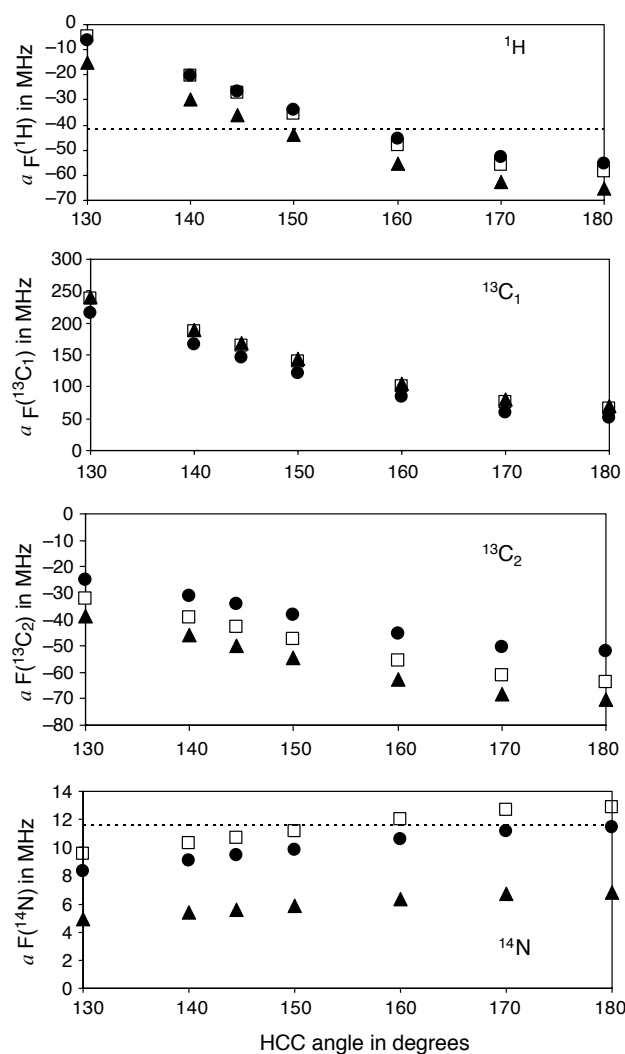 0
−10
−20
−30
−40
−50
−60
−70
a F(¹H) in MHz
¹H
130 140 150 160 170 180
300
250
200
150
100
50
0
a F(¹³C₁) in MHz
¹³C₁
130 140 150 160 170 180
0
−10
−20
−30
−40
−50
−60
−70
−80
a F(¹³C₂) in MHz
¹³C₂
130 140 150 160 170 180
14
12
10
8
6
4
2
0
a F(¹⁴N) in MHz
¹⁴N
130 140 150 160 170 180
HCC angle in degrees